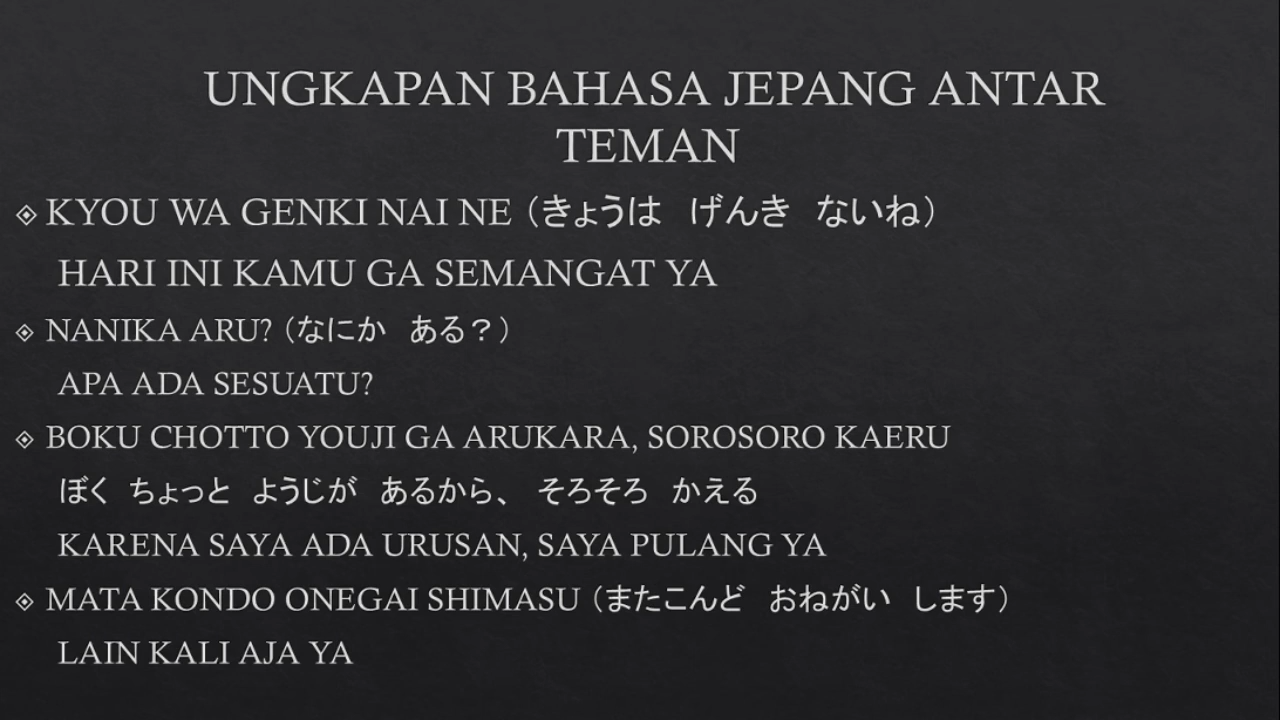 UNGKAPAN BAHASA JEPANG ANTAR
TEMAN
KYOU WA GENKI NAI NE (きょうは　げんき　ないね)
HARI INI KAMU GA SEMANGAT YA
NANIKA ARU? (なにか　ある？)
APA ADA SESUATU?
BOKU CHOTTO YOUJI GA ARUKARA, SOROSORO KAERU
ぼく　ちょっと　ようじが　あるから、　そろそろ　かえる
KARENA SAYA ADA URUSAN, SAYA PULANG YA
MATA KONDO ONEGAI SHIMASU (またこんど　おねがい　します)
LAIN KALI AJA YA